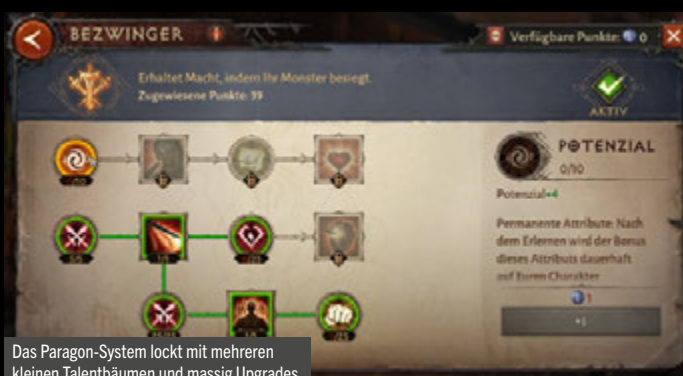 BEZWINGER
Verfügbare Punkte: 0
Erhaltet Macht, indem Ihr Monster besiegt.
Zugewiesene Punkte: 39
AKTIV
POTENZIAL
0/10
Potenzial+4
Permanente Attribute: Nach
dem Erlernen wird der Bonus
dieses Attributs dauerhaft
auf Euren Charakter
1
+1
Das Paragon-System lockt mit mehreren
kleinen Talentbäumen und massig Upgrades